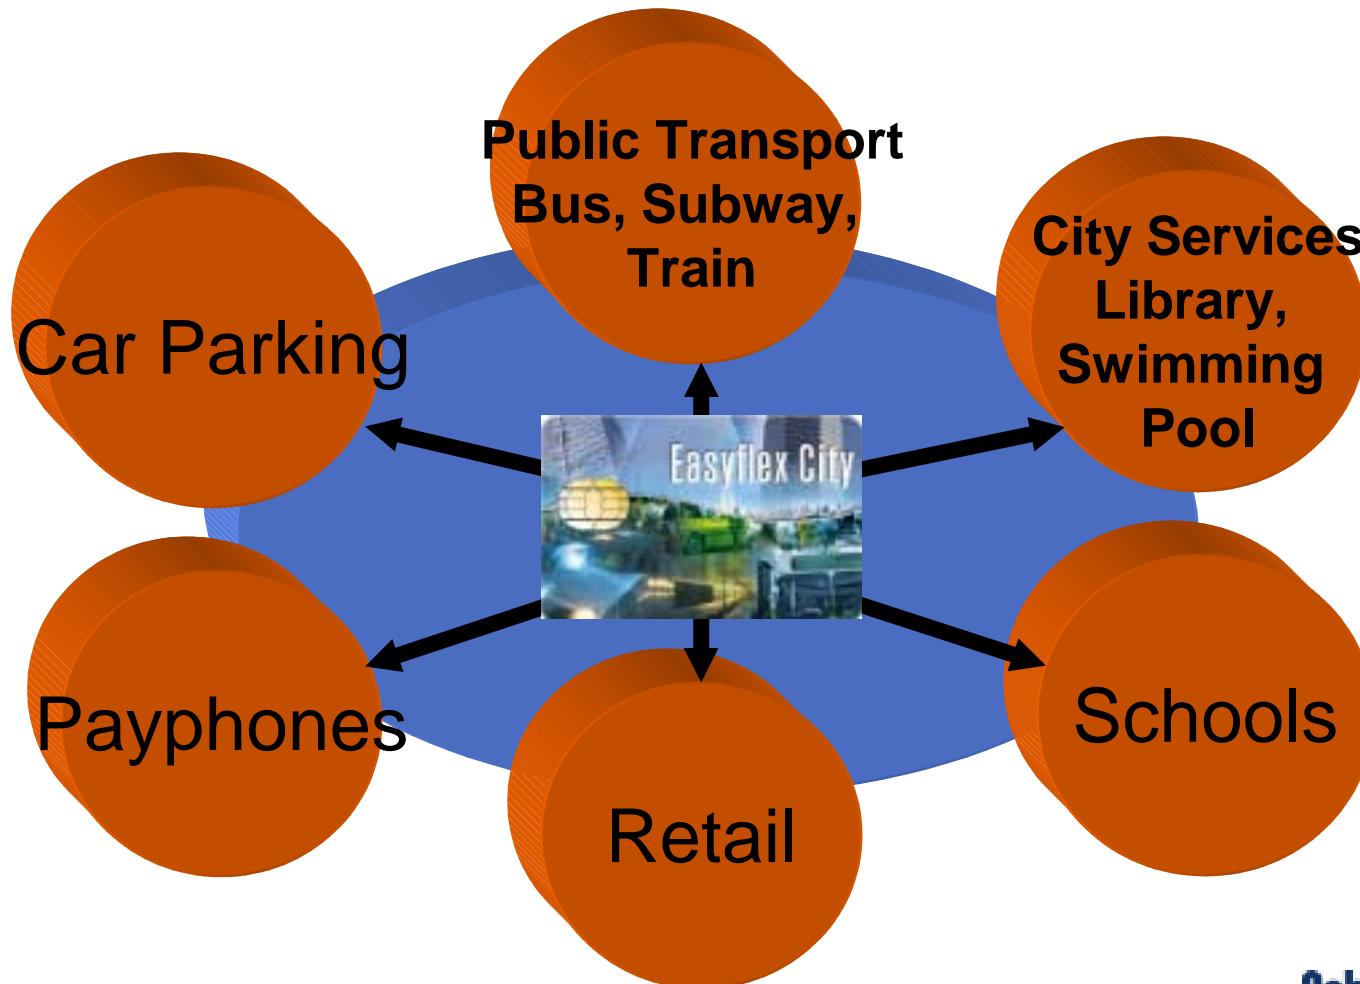 Public Transport
Bus, Subway,
Train
City Services
Library,
Swimming
Pool
Car Parking
Easyflex City
Payphones
Schools
Retail